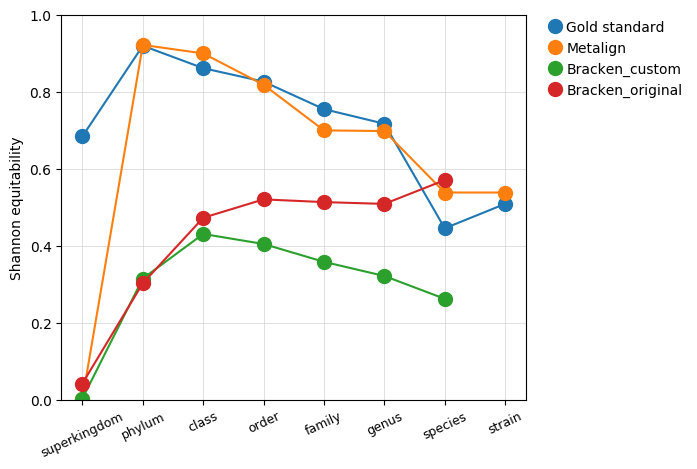 1.0
0.8
0.6
0.4
0.2
0.0
Shannon equitability
superkingdom
phylum
class
order
family
genus
species
strain
Gold standard
Metalign
Bracken_custom
Bracken_original